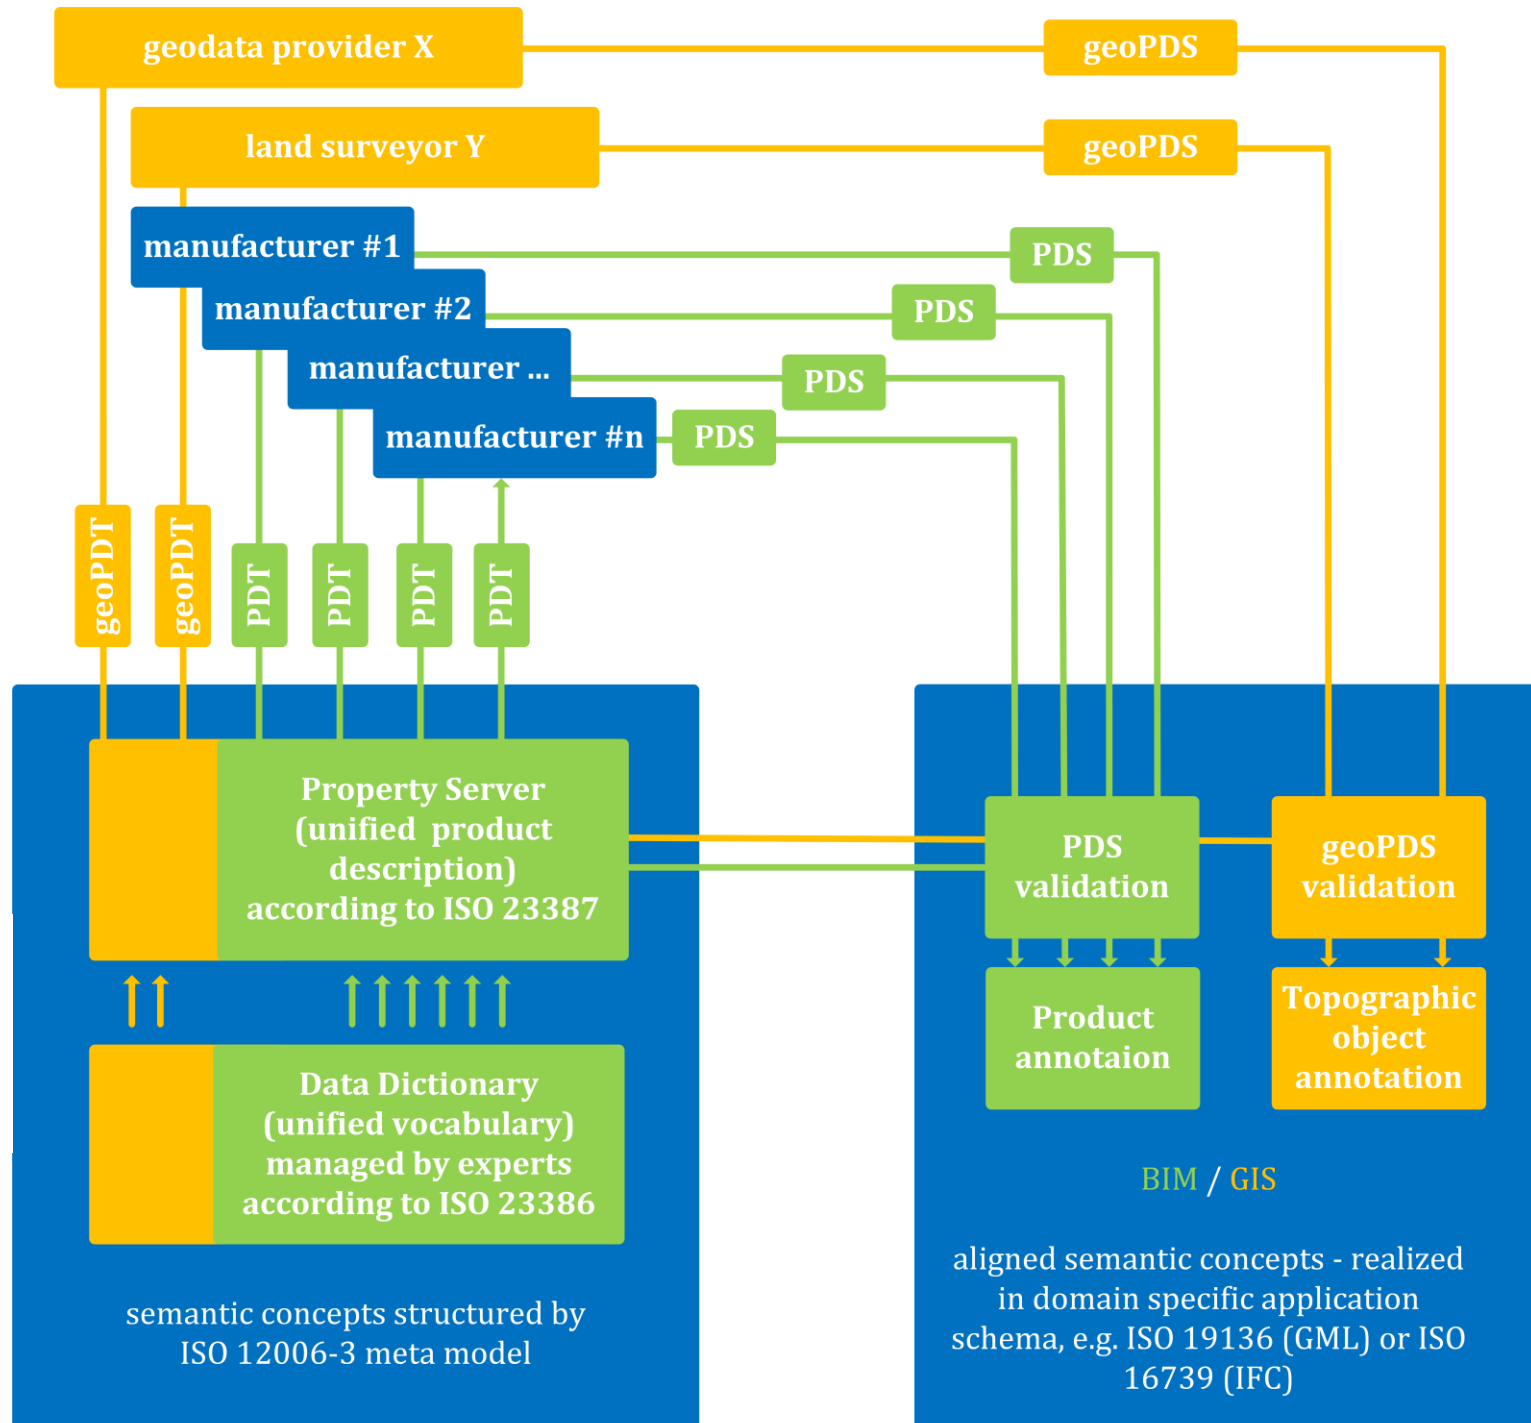 geodata provider X
geoPDS
land surveyor Y
geoPDS
manufacturer #1
PDS
manufacturer #2
PDS
manufacturer ...
PDS
manufacturer #n
PDS
geoPDT
geoPDT
PDT
PDT
PDT
PDT
Property Server
(unified product
description)
according to ISO 23387
PDS
validation
geoPDS
validation
Data Dictionary
(unified vocabulary)
managed by experts
according to ISO 23386
Product
annotaion
Topographic
object
annotation
semantic concepts structured by
ISO 12006-3 meta model
BIM / GIS
aligned semantic concepts - realized
in domain specific application
schema, e.g. ISO 19136 (GML) or ISO
16739 (IFC)